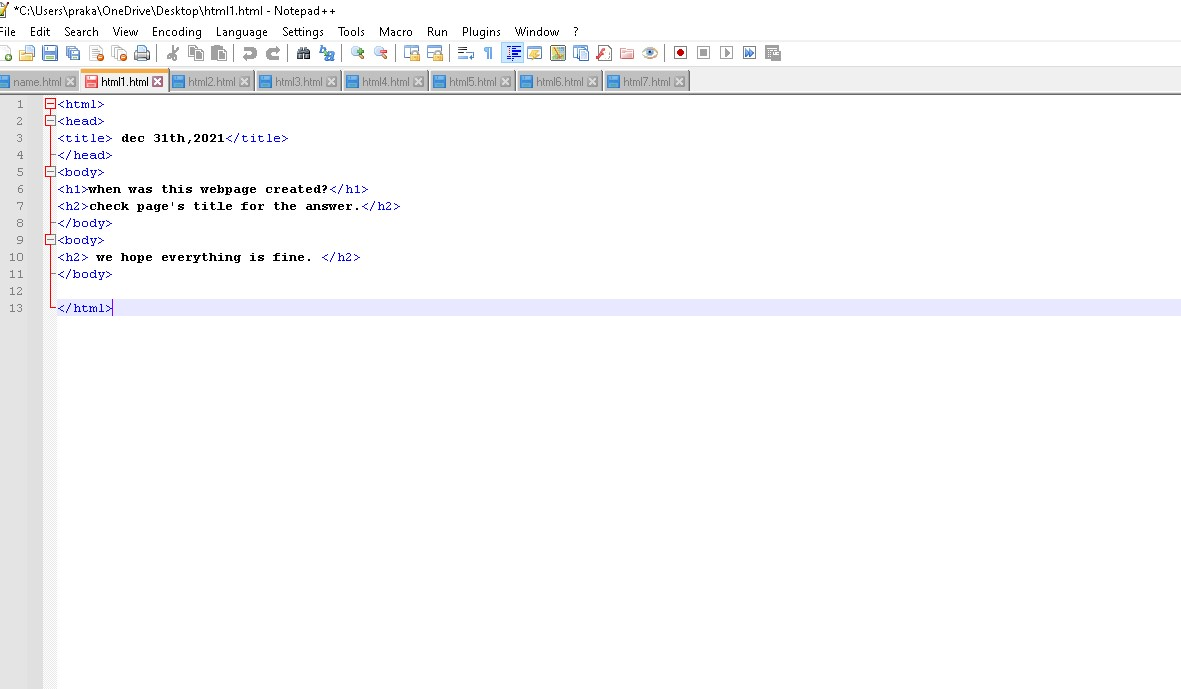 *C:\Users\praka\OneDrive\Desktop\html1.html - Notepad++
File Edit Search View Encoding Language Settings Tools Macro Run Plugins Window ?
name.html html1.html html2.html html3.html html4.html html5.html html6.html html7.html
1 <html>
2 <head>
3 <title> dec 31th,2021</title>
4 </head>
5 <body>
6 <h1>when was this webpage created?</h1>
7 <h2>check page's title for the answer.</h2>
8 </body>
9 <body>
10 <h2> we hope everything is fine. </h2>
11 </body>
12
13 </html>